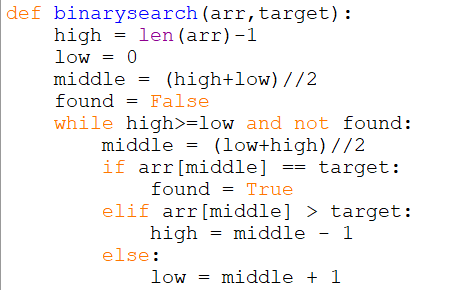 def binarysearch(arr,target):
    high = len(arr)-1
    low = 0
    middle = (high+low)//2
    found = False
    while high>=low and not found:
        middle = (low+high)//2
        if arr[middle] == target:
            found = True
        elif arr[middle] > target:
            high = middle - 1
        else:
            low = middle + 1